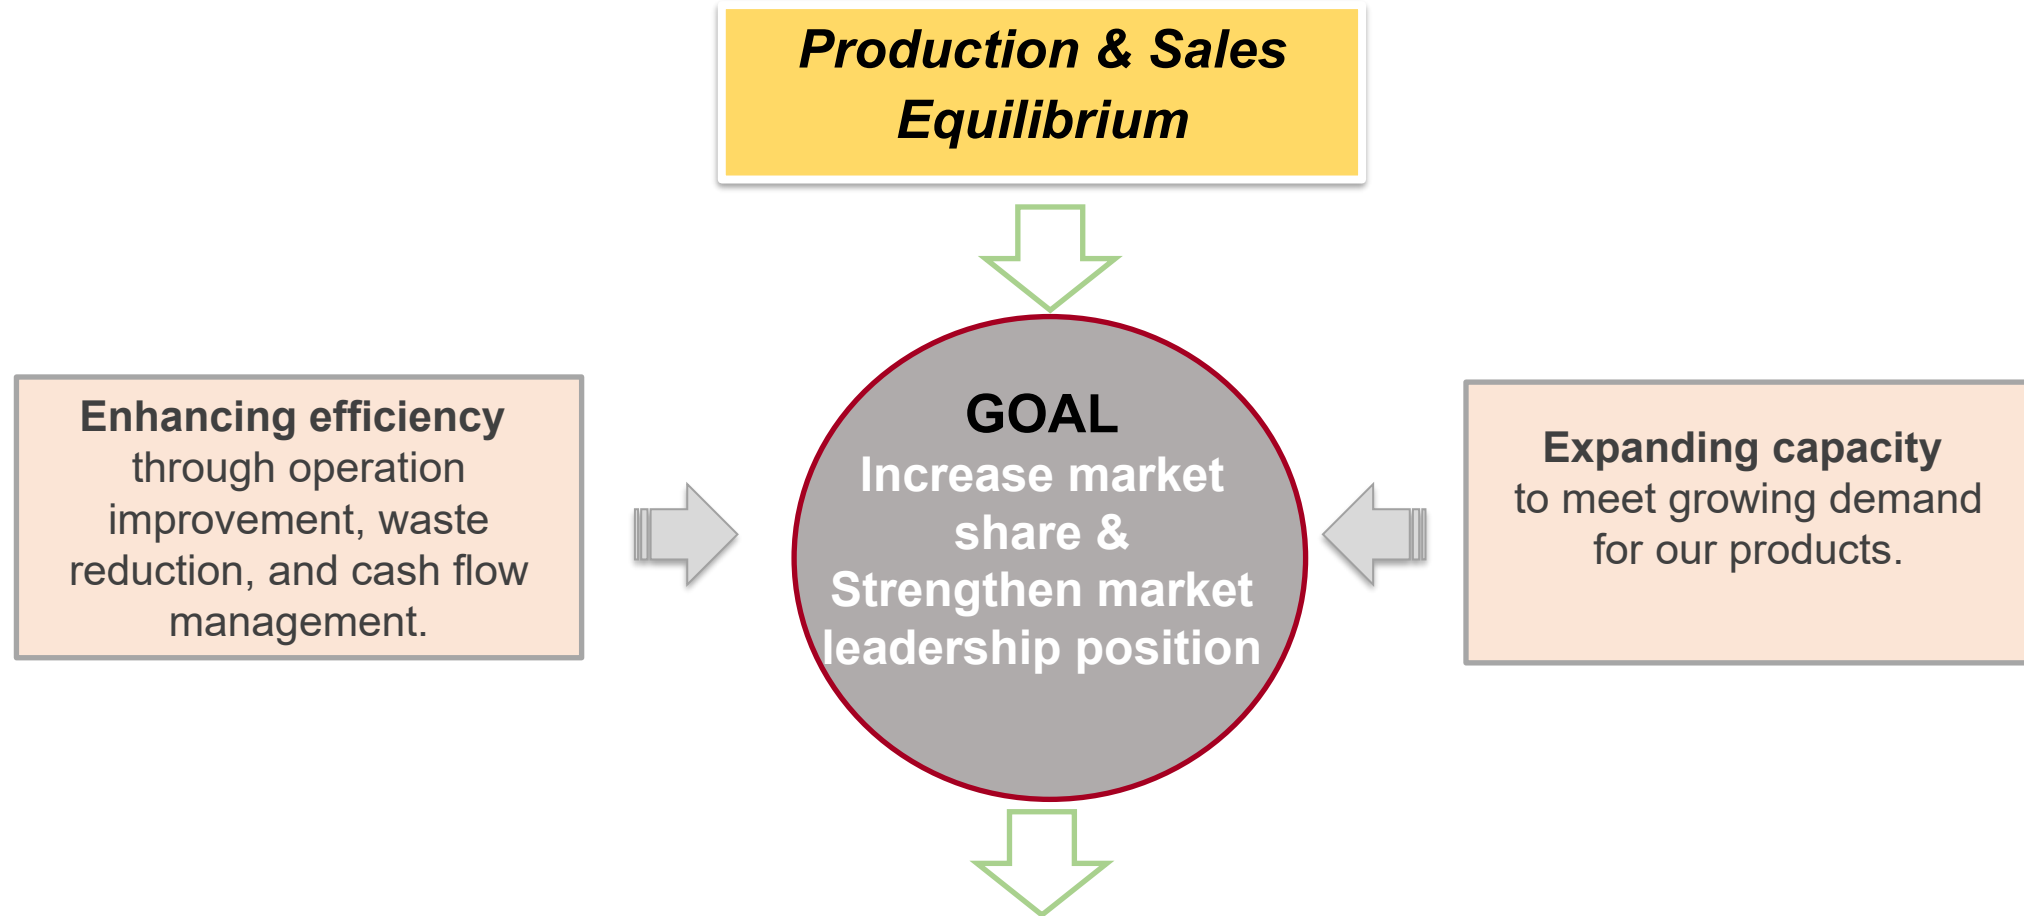 Production & Sales
Equilibrium
Enhancing efficiency
through operation
improvement, waste
reduction, and cash flow
management.
GOAL
Increase market
share &
Strengthen market
leadership position
Expanding capacity
to meet growing demand
for our products.